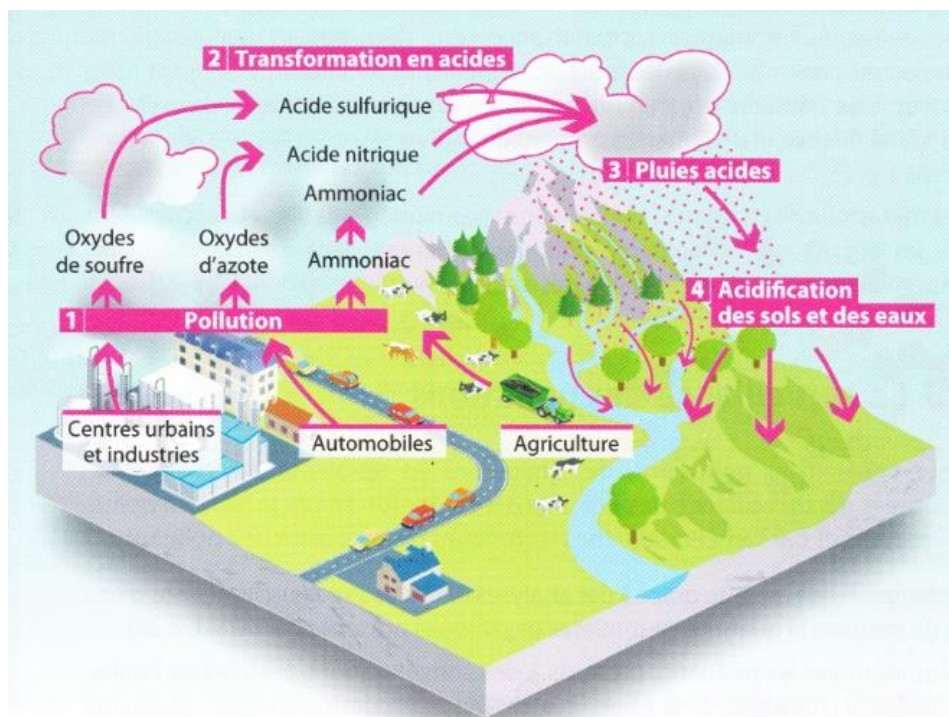 2 Transformation en acides
Acide sulfurique
Acide nitrique
Ammoniac
3 Pluies acides
Oxydes
de soufre
Oxydes
d'azote
Ammoniac
4 Acidification
des sols et des eaux
1 Pollution
Centres urbains
et industries
Automobiles
Agriculture